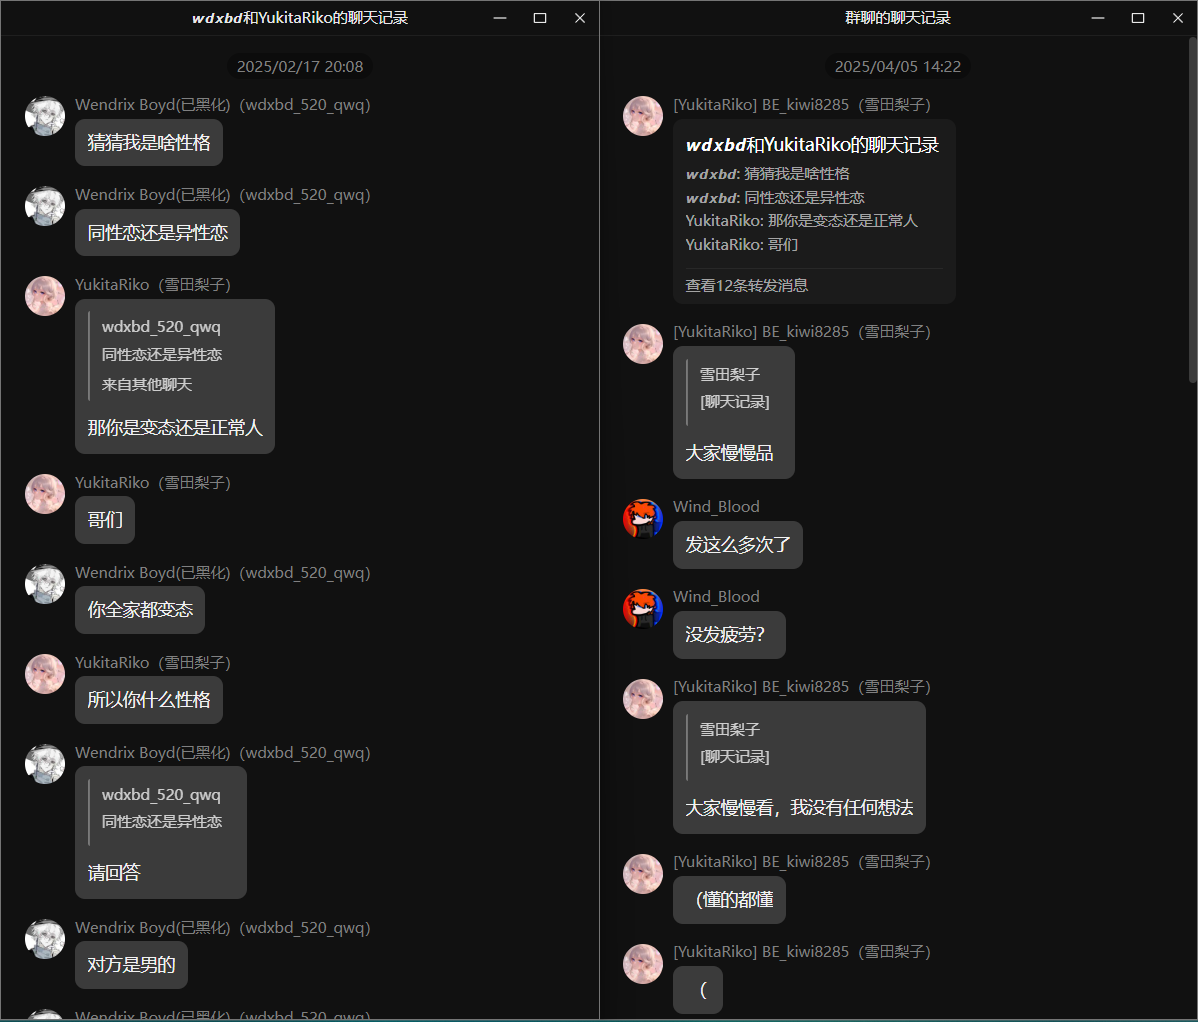 wdxbd和YukitaRiko的聊天记录
2025/02/17 20:08
Wendrix Boyd(已黑化)（wdxbd_520_qwq）
猜猜我是啥性格
Wendrix Boyd(已黑化)（wdxbd_520_qwq）
同性恋还是异性恋
YukitaRiko（雪田梨子）
wdxbd_520_qwq
同性恋还是异性恋
来自其他聊天
那你是变态还是正常人
YukitaRiko（雪田梨子）
哥们
Wendrix Boyd(已黑化)（wdxbd_520_qwq）
你全家都变态
YukitaRiko（雪田梨子）
所以你什么性格
Wendrix Boyd(已黑化)（wdxbd_520_qwq）
wdxbd_520_qwq
同性恋还是异性恋
请回答
Wendrix Boyd(已黑化)（wdxbd_520_qwq）
对方是男的
Wendrix Boyd(已黑化)（wdxbd_520_qwq）
群聊的聊天记录
2025/04/05 14:22
[YukitaRiko] BE_kiwi8285（雪田梨子）
wdxbd和YukitaRiko的聊天记录
wdxbd: 猜猜我是啥性格
wdxbd: 同性恋还是异性恋
YukitaRiko: 那你是变态还是正常人
YukitaRiko: 哥们
查看12条转发消息
[YukitaRiko] BE_kiwi8285（雪田梨子）
雪田梨子
[聊天记录]
大家慢慢品
Wind_Blood
发这么多次了
Wind_Blood
没发疲劳？
[YukitaRiko] BE_kiwi8285（雪田梨子）
雪田梨子
[聊天记录]
大家慢慢看，我没有任何想法
[YukitaRiko] BE_kiwi8285（雪田梨子）
（懂的都懂
[YukitaRiko] BE_kiwi8285（雪田梨子）
（